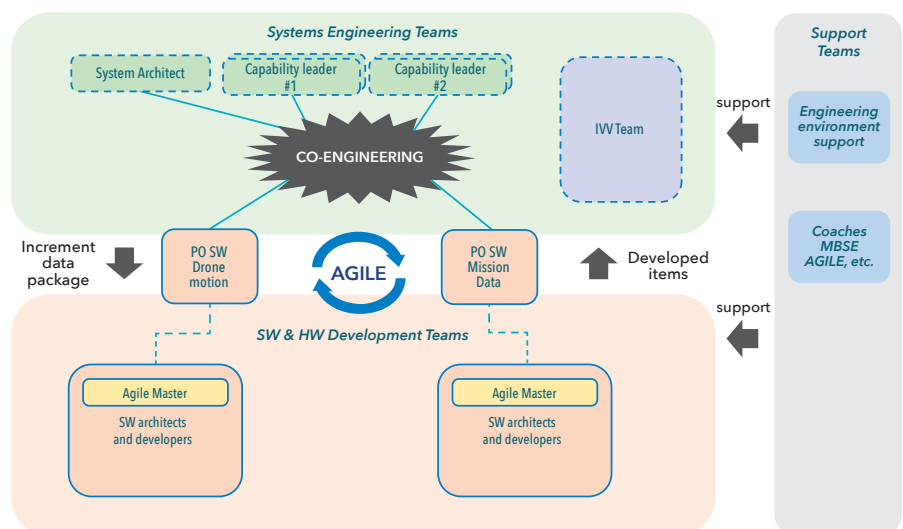 Systems Engineering Teams
System Architect
Capability leader
#1
Capability leader
#2
IVV Team
CO-ENGINEERING
support
Support
Teams
Engineering
environment
support
Coaches
MBSE
AGILE, etc.
Increment
data
package
PO SW
Drone
motion
AGILE
PO SW
Mission
Data
Developed
items
support
SW & HW Development Teams
Agile Master
SW architects
and developers
Agile Master
SW architects
and developers